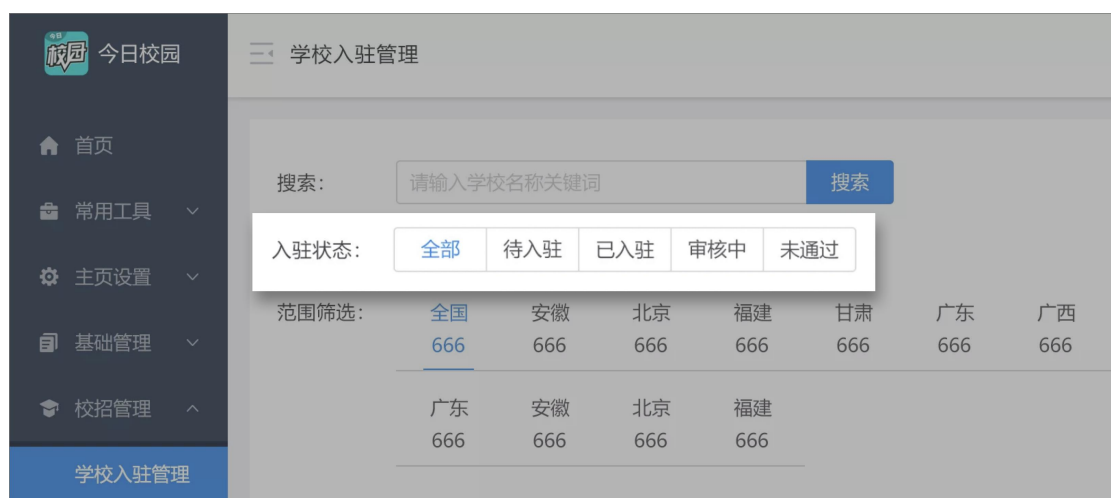 今日
校园
今日校园
学校入驻管理
首页
常用工具
主页设置
基础管理
校招管理
学校入驻管理
搜索:
请输入学校名称关键词
搜索
入驻状态:
全部 待入驻 已入驻 审核中 未通过
范围筛选:
全国 安徽 北京 福建 甘肃 广东 广西
666 666 666 666 666 666 666
广东 安徽 北京 福建
666 666 666 666